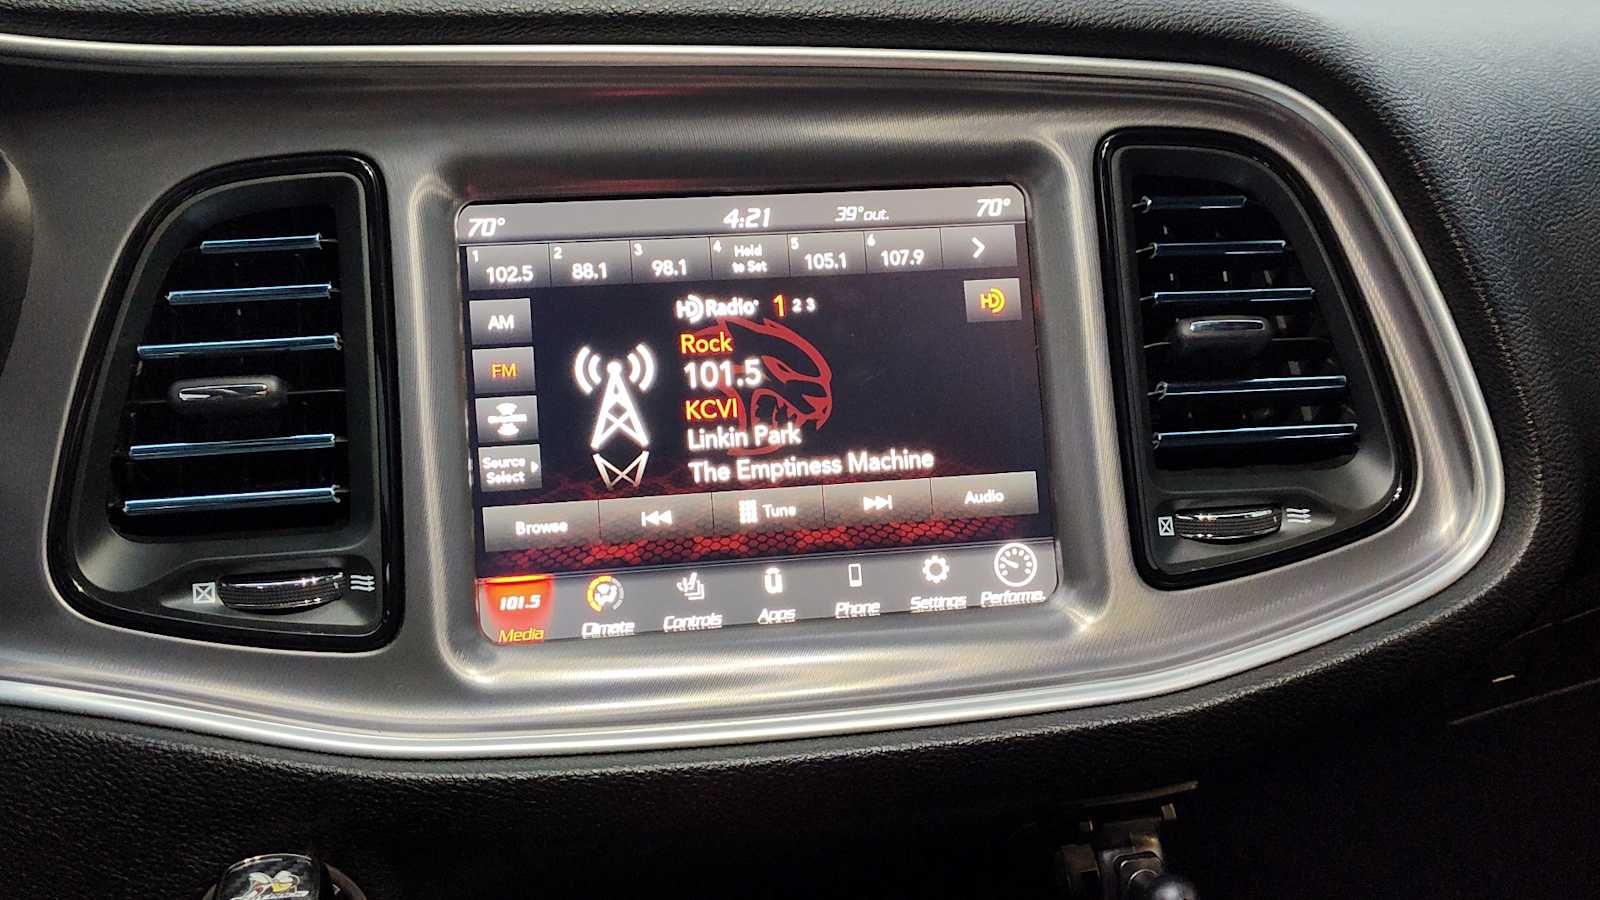 70° 4:21 39° out. 70°
1 102.5 2 88.1 3 98.1 4 Hold to Set 5 105.1 6 107.9
AM
HD Radio 1 2 3
HD
Rock
FM
101.5
KCVI
Linkin Park
Source Select
The Emptiness Machine
Browse Tune Audio
101.5
Media Climate Controls Apps Phone Settings Performa..